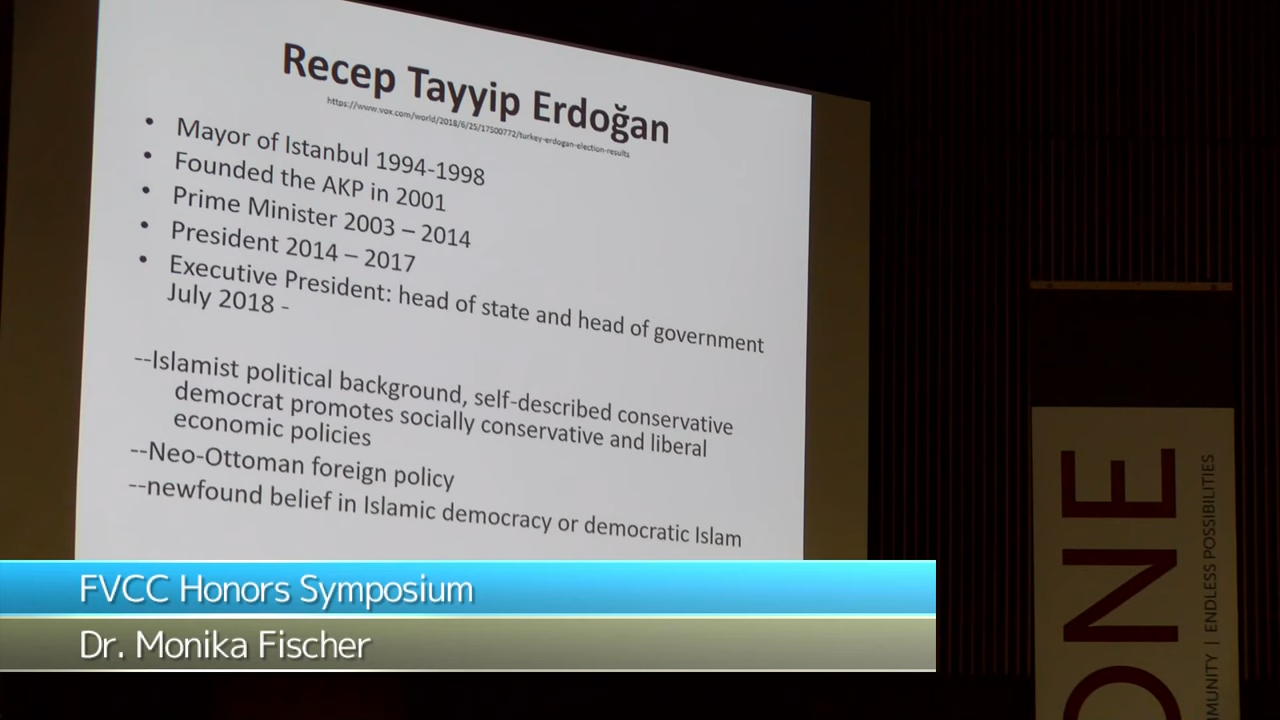 Recep Tayyip Erdoğan
https://www.vox.com/world/2018/6/25/17500772/turkey-erdogan-election-results
• Mayor of Istanbul 1994-1998
• Founded the AKP in 2001
• Prime Minister 2003 – 2014
• President 2014 – 2017
• Executive President: head of state and head of government
July 2018 -
--Islamist political background, self-described conservative
democrat promotes socially conservative and liberal
economic policies
--Neo-Ottoman foreign policy
--newfound belief in Islamic democracy or democratic Islam
FVCC Honors Symposium
Dr. Monika Fischer
ONE
MUNITY | ENDLESS POSSIBILITIES